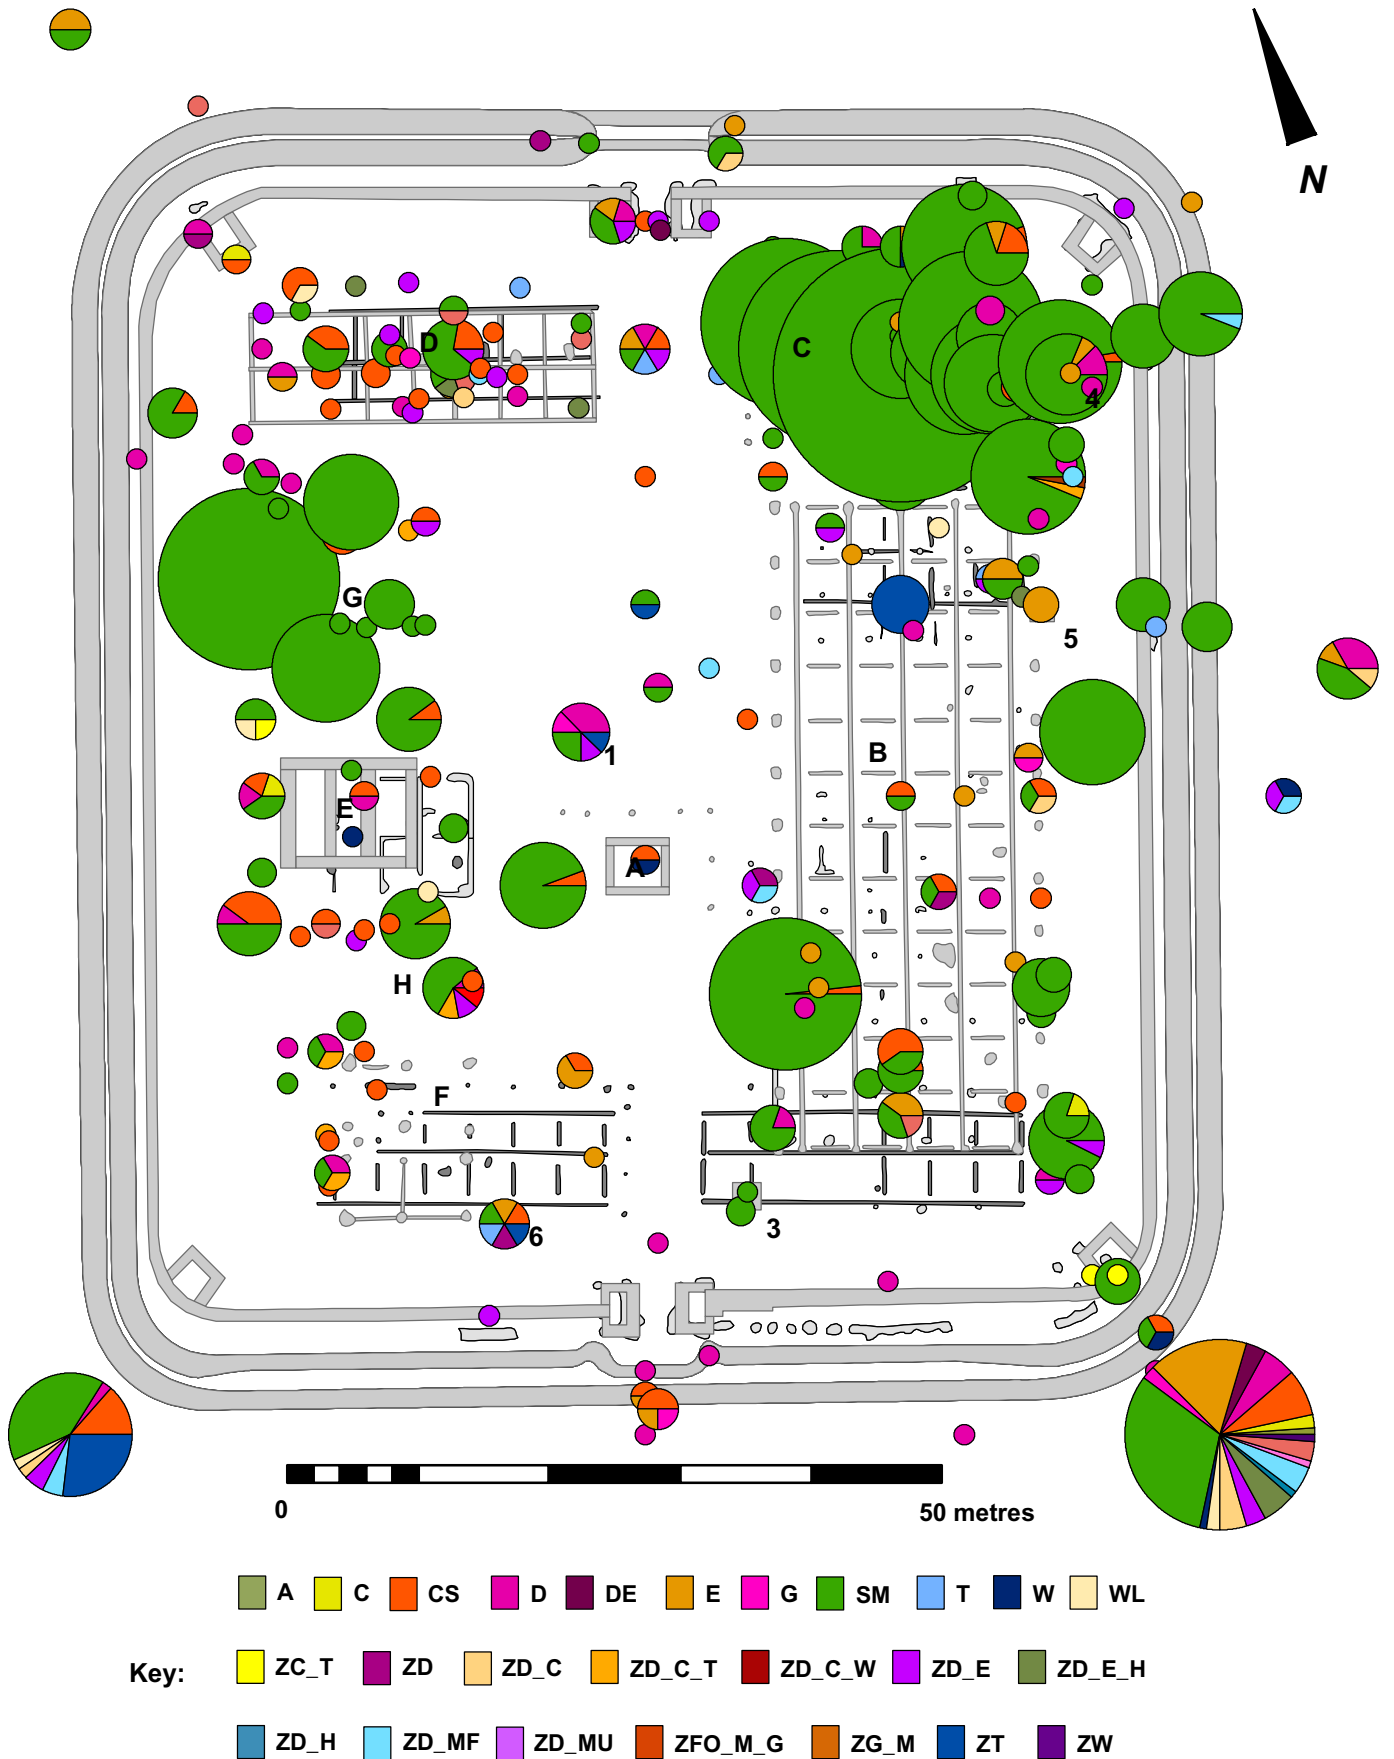 N
D
C
4
G
5
B
1
E
A
H
F
6
3
0
50 metres
A C CS D DE E G SM T W WL
Key: ZC_T ZD ZD_C ZD_C_T ZD_C_W ZD_E ZD_E_H
ZD_H ZD_MF ZD_MU ZFO_M_G ZG_M ZT ZW